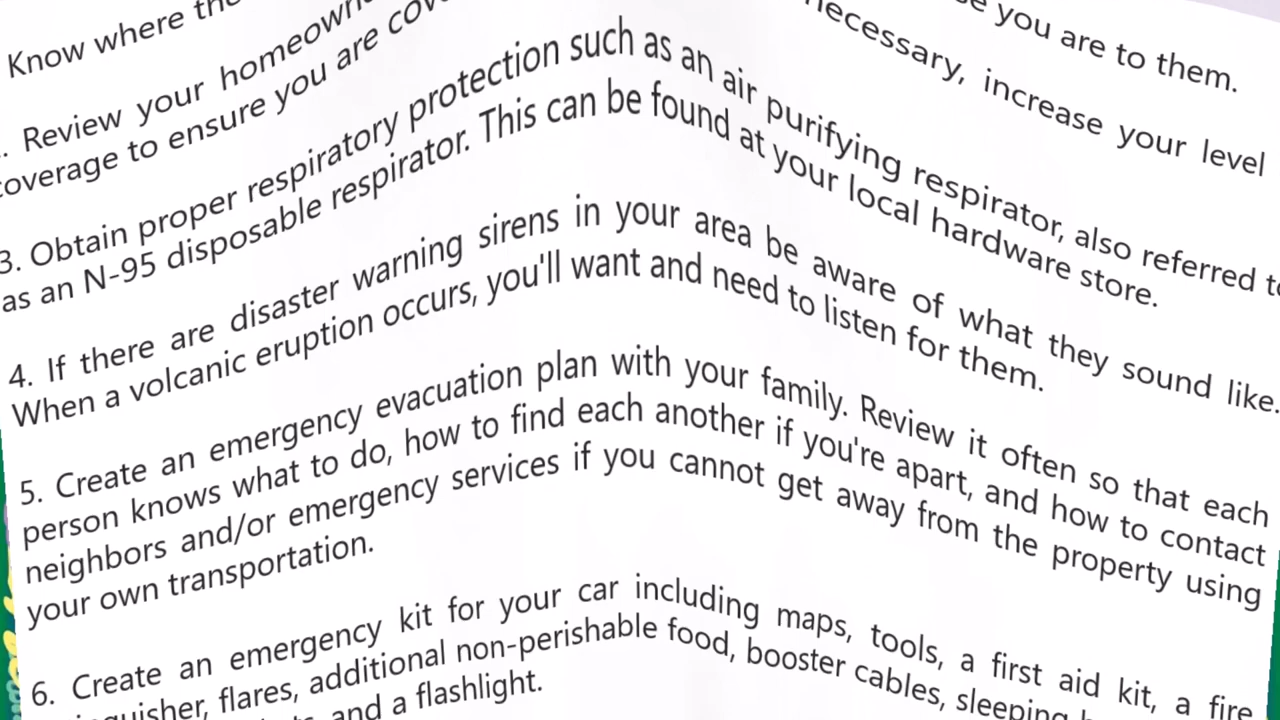 Know where the
se you are to them.
Review your homeown
necessary, increase your level
coverage to ensure you are cov
3. Obtain proper respiratory protection such as an air purifying respirator, also referred to
as an N-95 disposable respirator. This can be found at your local hardware store.
4. If there are disaster warning sirens in your area be aware of what they sound like.
When a volcanic eruption occurs, you'll want and need to listen for them.
5. Create an emergency evacuation plan with your family. Review it often so that each
person knows what to do, how to find each another if you're apart, and how to contact
neighbors and/or emergency services if you cannot get away from the property using
your own transportation.
6. Create an emergency kit for your car including maps, tools, a first aid kit, a fire
inguisher, flares, additional non-perishable food, booster cables, sleeping
and a flashlight.